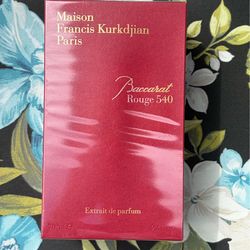 Maison
Francis Kurkdjian
Paris
Baccarat
Rouge 540
Extrait de parfum